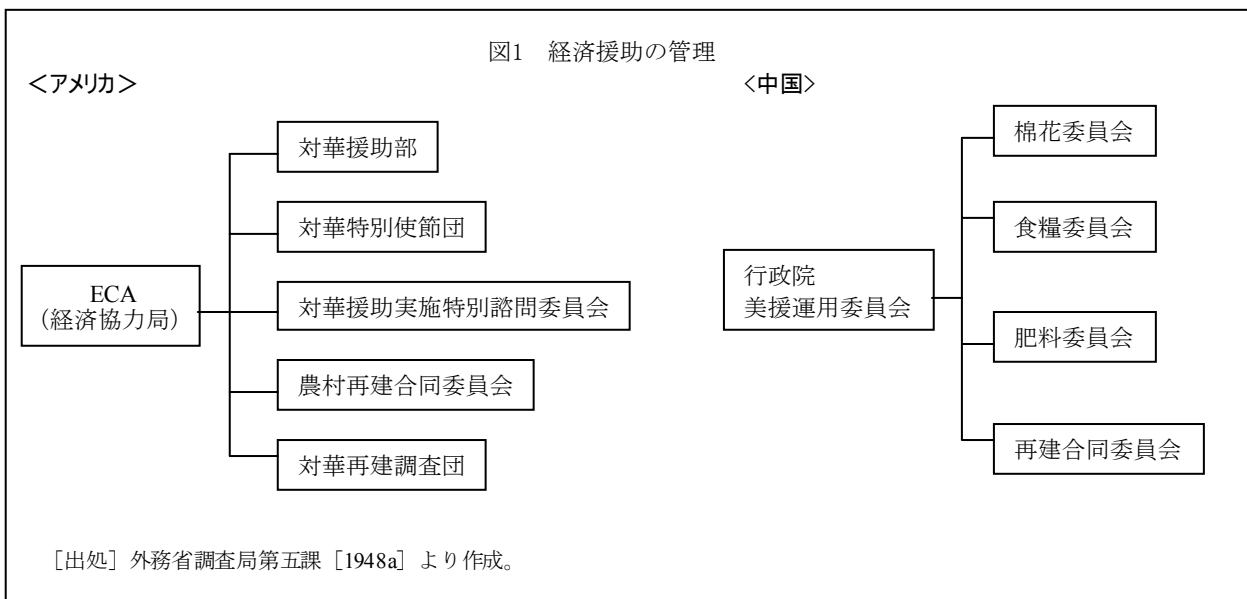 図1　経済援助の管理
＜アメリカ＞
対華援助部
対華特別使節団
ECA
（経済協力局）
対華援助実施特別諮問委員会
農村再建合同委員会
対華再建調査団
<中国>
棉花委員会
食糧委員会
行政院
美援運用委員会
肥料委員会
再建合同委員会
［出処］外務省調査局第五課［1948a］より作成。